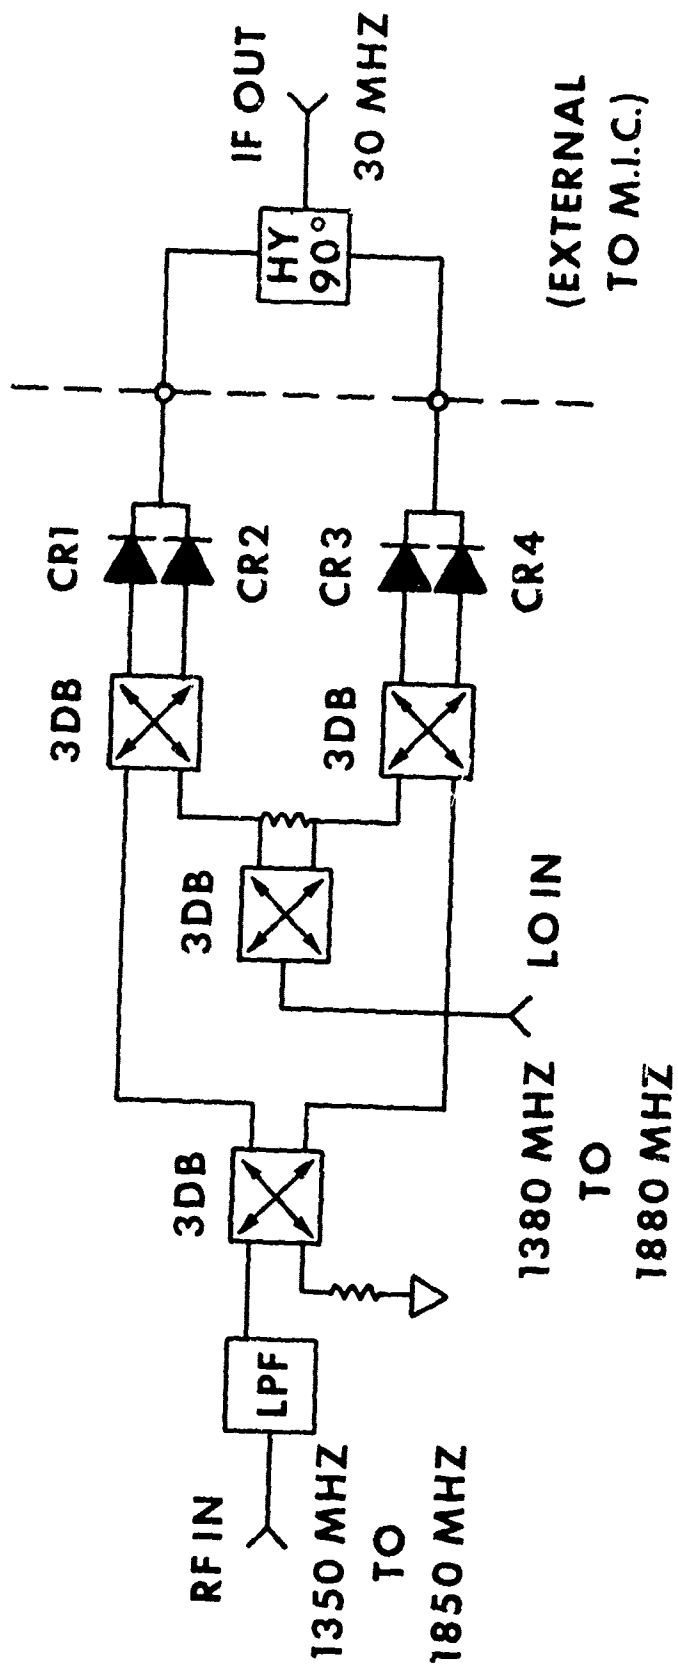 RF IN
1350 MHZ
TO
1850 MHZ
LPF
3DB
1380 MHZ
TO
1880 MHZ
LO IN
3DB
3DB
3DB
CR1
CR2
CR3
CR4
HY
90°
IF OUT
30 MHZ
(EXTERNAL
TO M.I.C.)